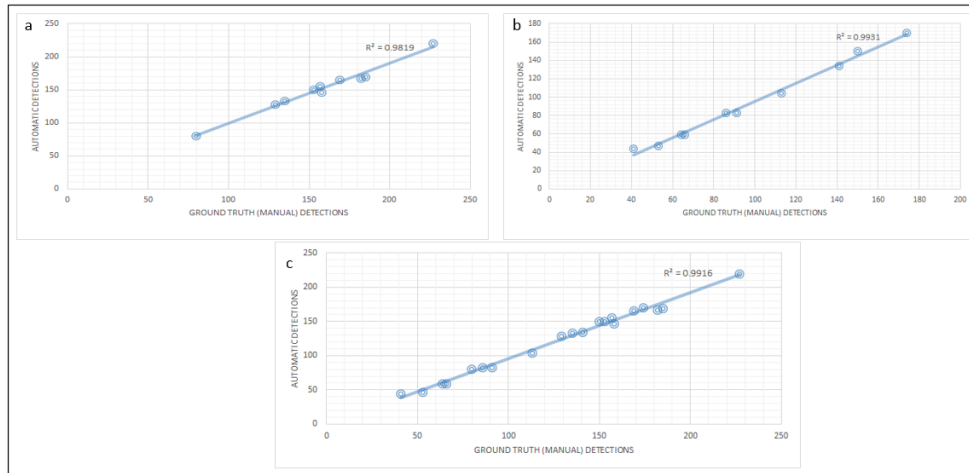 a
R² = 0.9819
AUTOMATIC DETECTIONS
250
200
150
100
50
0
0 50 100 150 200 250
GROUND TRUTH (MANUAL) DETECTIONS
b
R² = 0.9931
AUTOMATIC DETECTIONS
180
160
140
120
100
80
60
40
20
0
0 20 40 60 80 100 120 140 160 180 200
GROUND TRUTH (MANUAL) DETECTIONS
c
R² = 0.9916
AUTOMATIC DETECTIONS
250
200
150
100
50
0
0 50 100 150 200 250
GROUND TRUTH (MANUAL) DETECTIONS